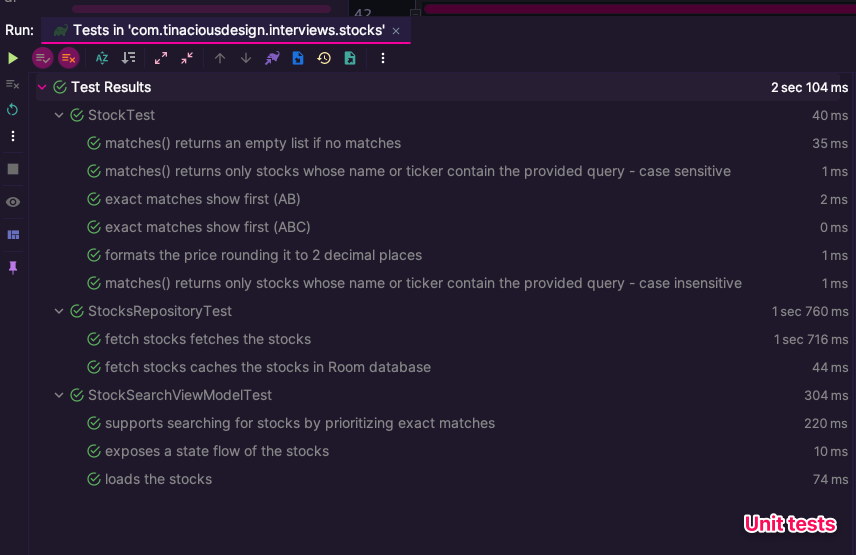 42
Run: Tests in 'com.tinaciousdesign.interviews.stocks' ×
Test Results 2 sec 104 ms
StockTest 40 ms
matches() returns an empty list if no matches 35 ms
matches() returns only stocks whose name or ticker contain the provided query - case sensitive 1 ms
exact matches show first (AB) 2 ms
exact matches show first (ABC) 0 ms
formats the price rounding it to 2 decimal places 1 ms
matches() returns only stocks whose name or ticker contain the provided query - case insensitive 1 ms
StocksRepositoryTest 1 sec 760 ms
fetch stocks fetches the stocks 1 sec 716 ms
fetch stocks caches the stocks in Room database 44 ms
StockSearchViewModelTest 304 ms
supports searching for stocks by prioritizing exact matches 220 ms
exposes a state flow of the stocks 10 ms
loads the stocks 74 ms
Unit tests